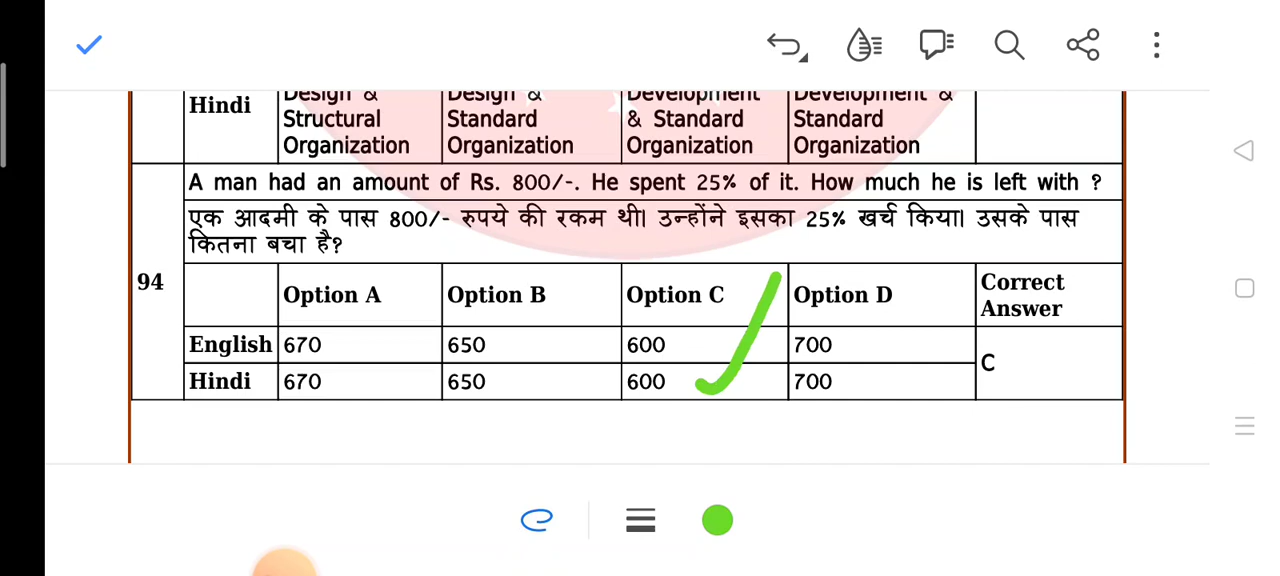 Hindi
Design &
Structural
Organization
Design &
Standard
Organization
Development
& Standard
Organization
Development &
Standard
Organization
94
A man had an amount of Rs. 800/-. He spent 25% of it. How much he is left with ?
एक आदमी के पास 800/- रुपये की रकम थी। उन्होंने इसका 25% खर्च किया। उसके पास
कितना बचा है?
Option A Option B Option C Option D Correct
Answer
English 670 650 600 700
C
Hindi 670 650 600 700